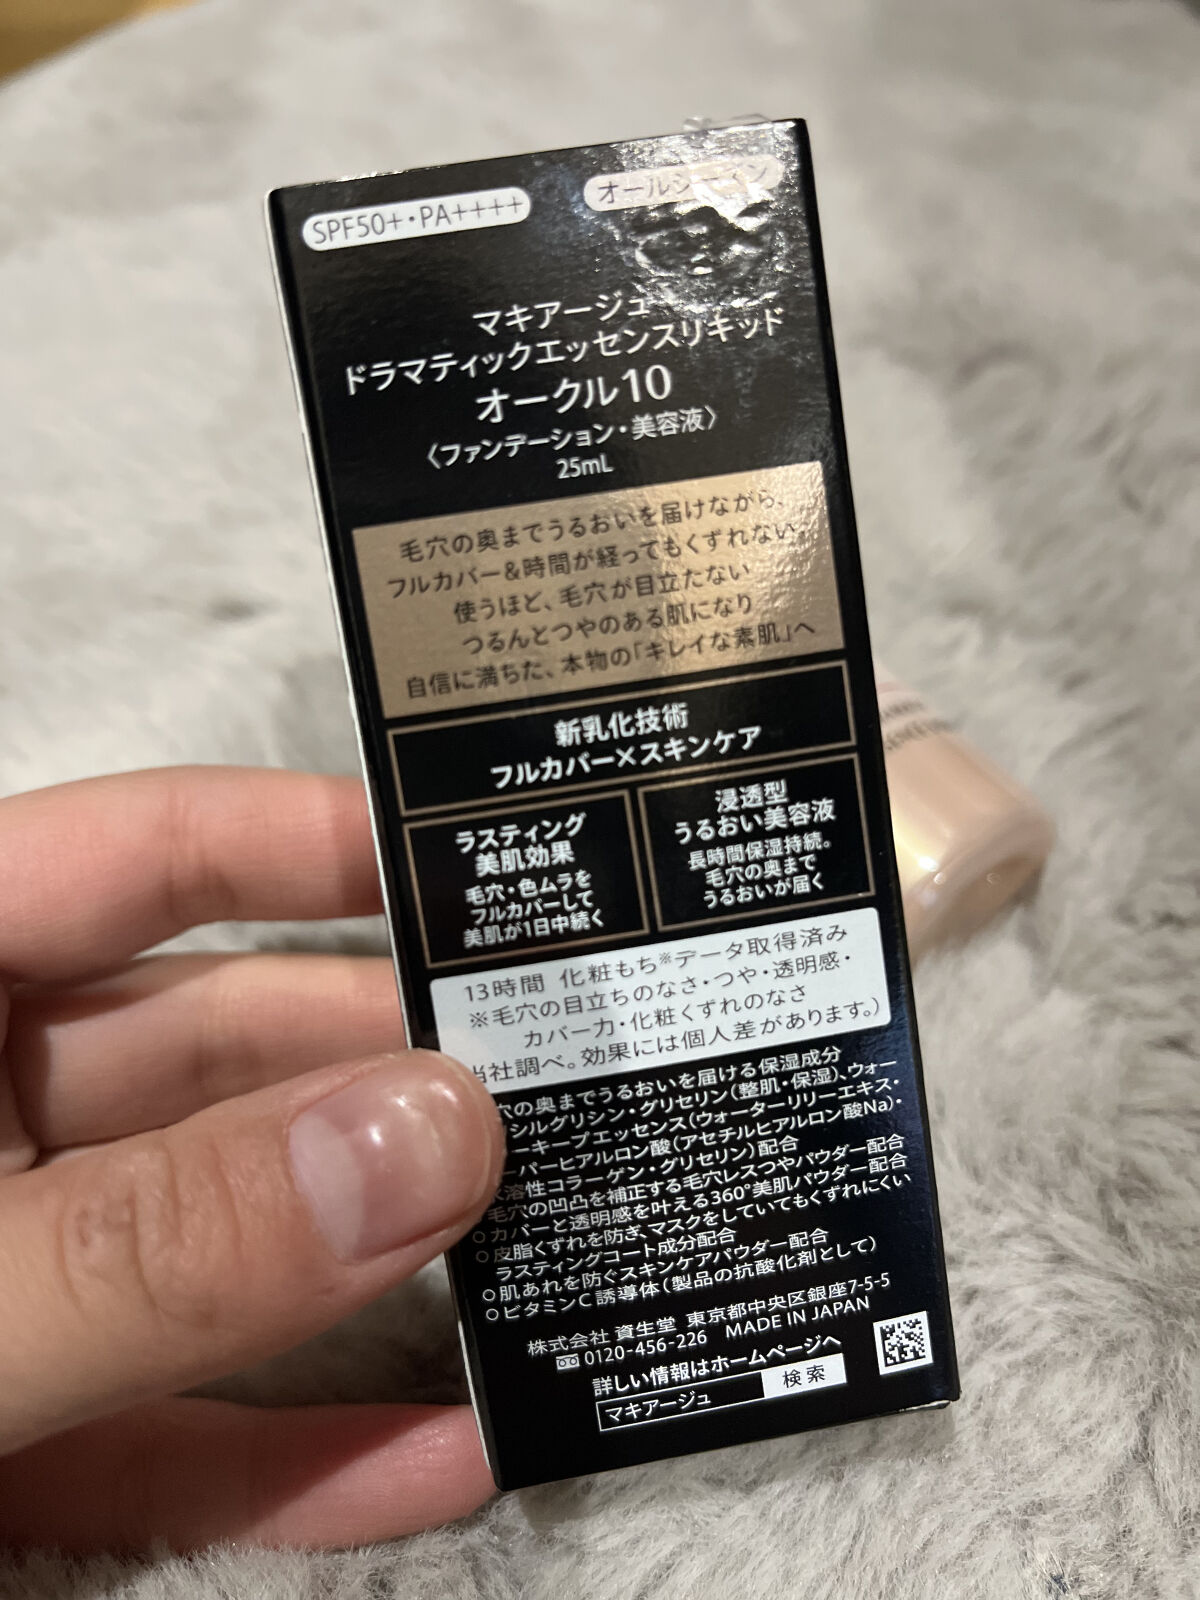 SPF50+・PA++++
オールシーズン
マキアージュ
ドラマティックエッセンスリキッド
オークル10
〈ファンデーション・美容液〉
25mL
毛穴の奥までうるおいを届けながら、
フルカバー&時間が経ってもくずれない。
使うほど、毛穴が目立たない
つるんとつやのある肌になり
自信に満ちた、本物の「キレイな素肌」へ
新乳化技術
フルカバー×スキンケア
ラスティング
美肌効果
毛穴・色ムラを
フルカバーして
美肌が1日中続く
浸透型
うるおい美容液
長時間保湿持続。
毛穴の奥まで
うるおいが届く
13時間 化粧もち※データ取得済み
※毛穴の目立ちのなさ・つや・透明感・
カバー力・化粧くずれのなさ
当社調べ。効果には個人差があります。)
穴の奥までうるおいを届ける保湿成分
シルグリシン・グリセリン(整肌・保湿)、ウォー
ーキープエッセンス(ウォーターリリーエキス・
ーパーヒアルロン酸(アセチルヒアルロン酸Na)・
溶性コラーゲン・グリセリン)配合
毛穴の凹凸を補正する毛穴レスつやパウダー配合
○カバーと透明感を叶える360°美肌パウダー配合
○皮脂くずれを防ぎ、マスクをしていてもくずれにくい
ラスティングコート成分配合
○肌あれを防ぐスキンケアパウダー配合
○ビタミンC誘導体(製品の抗酸化剤として)
株式会社 資生堂 東京都中央区銀座7-5-5
0120-456-226 MADE IN JAPAN
詳しい情報はホームページへ
マキアージュ 検索